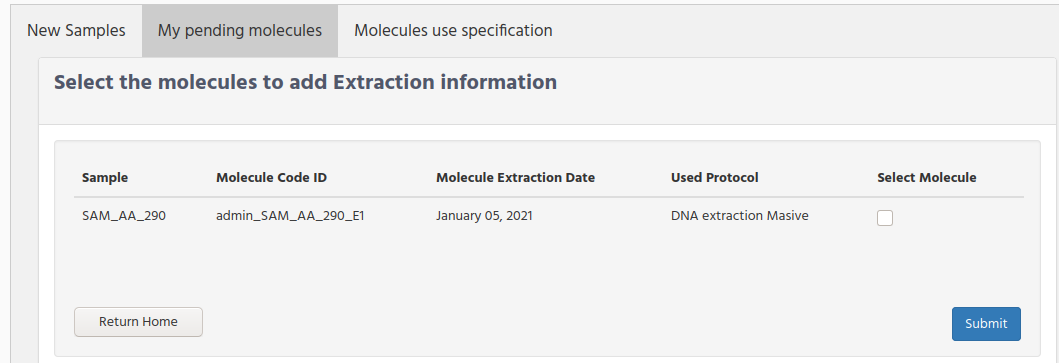 New Samples My pending molecules Molecules use specification
Select the molecules to add Extraction information
Sample Molecule Code ID Molecule Extraction Date Used Protocol Select Molecule
SAM_AA_290 admin_SAM_AA_290_E1 January 05, 2021 DNA extraction Masive
Return Home Submit